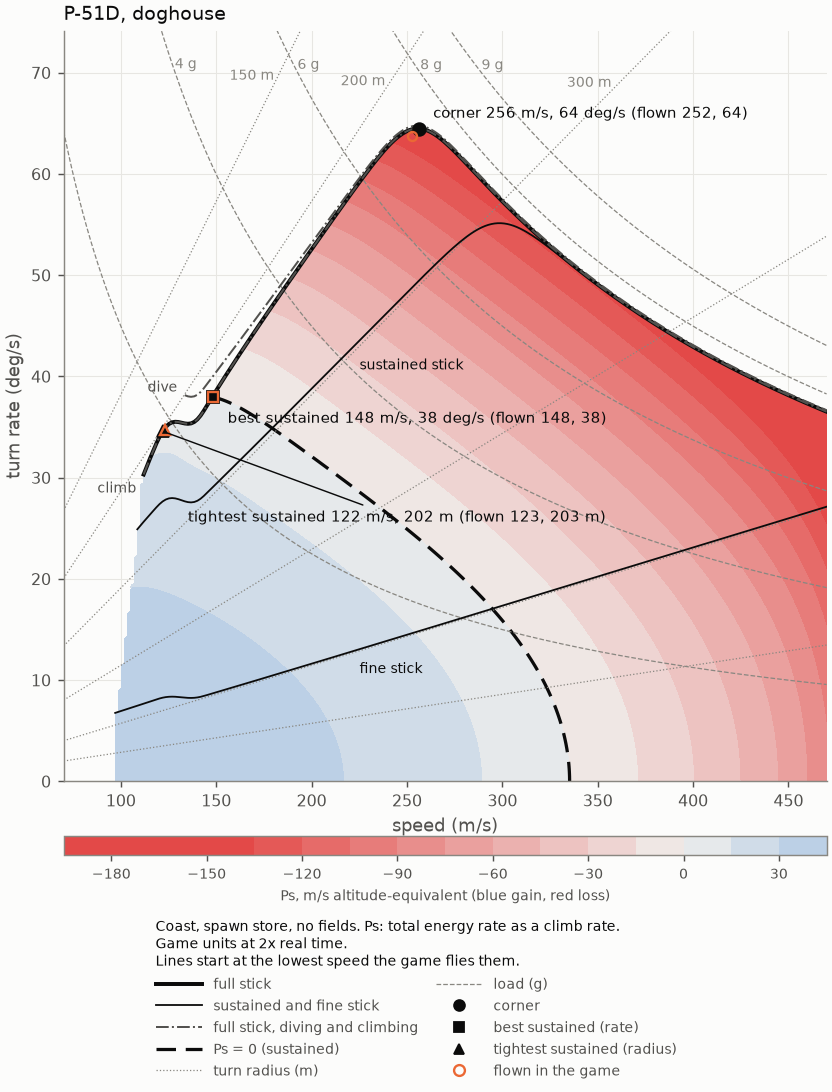 P-51D, doghouse
4 g
6 g
8 g
9 g
150 m
200 m
300 m
corner 256 m/s, 64 deg/s (flown 252, 64)
sustained stick
dive
best sustained 148 m/s, 38 deg/s (flown 148, 38)
climb
tightest sustained 122 m/s, 202 m (flown 123, 203 m)
fine stick
turn rate (deg/s)
70
60
50
40
30
20
10
0
100 150 200 250 300 350 400 450
speed (m/s)
−180 −150 −120 −90 −60 −30 0 30
Ps, m/s altitude-equivalent (blue gain, red loss)
Coast, spawn store, no fields. Ps: total energy rate as a climb rate.
Game units at 2x real time.
Lines start at the lowest speed the game flies them.
full stick
sustained and fine stick
full stick, diving and climbing
Ps = 0 (sustained)
turn radius (m)
load (g)
corner
best sustained (rate)
tightest sustained (radius)
flown in the game